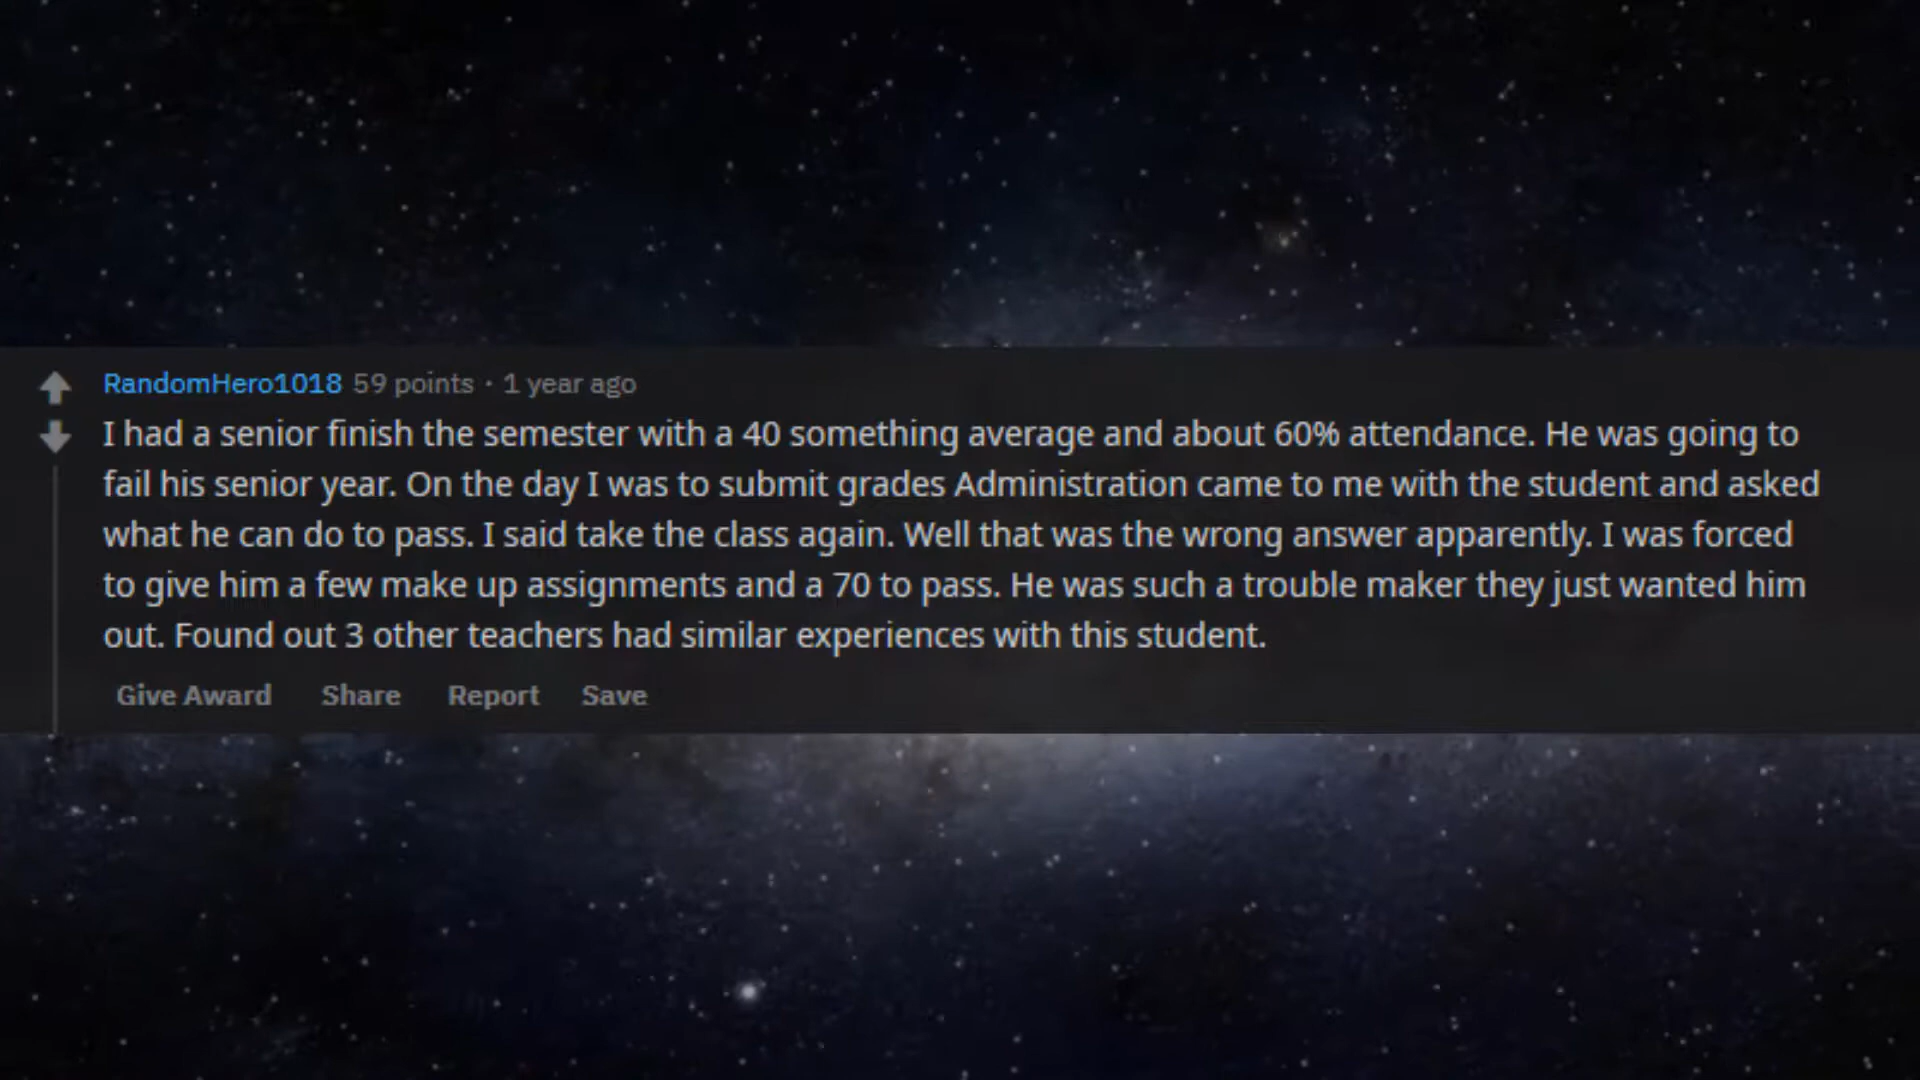 RandomHero1018 59 points · 1 year ago
I had a senior finish the semester with a 40 something average and about 60% attendance. He was going to
fail his senior year. On the day I was to submit grades Administration came to me with the student and asked
what he can do to pass. I said take the class again. Well that was the wrong answer apparently. I was forced
to give him a few make up assignments and a 70 to pass. He was such a trouble maker they just wanted him
out. Found out 3 other teachers had similar experiences with this student.
Give Award Share Report Save